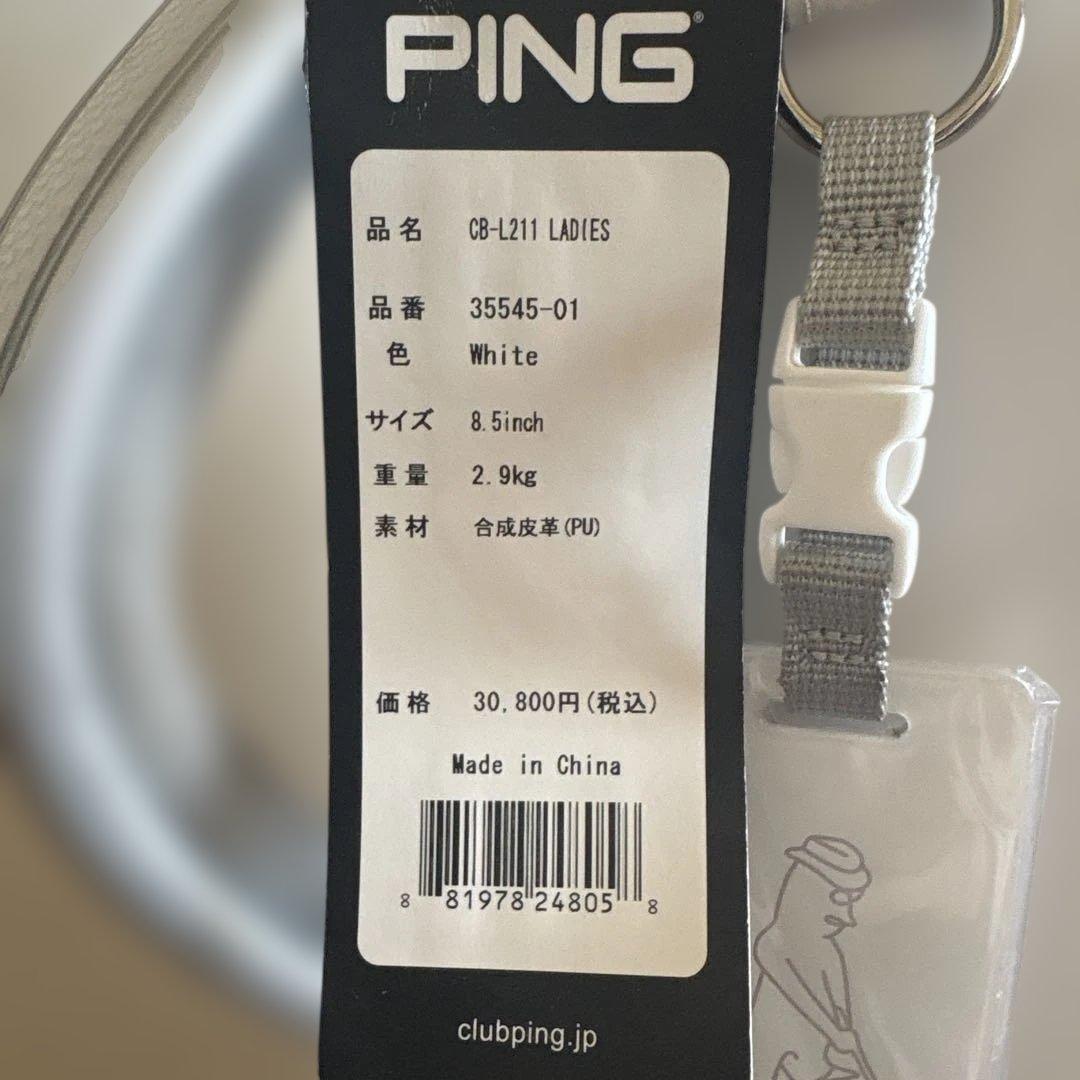 PING®
品名 CB-L211 LADIES
品番 35545-01
色 White
サイズ 8.5inch
重量 2.9kg
素材 合成皮革(PU)
価格 30,800円(税込)
Made in China
8 81978 24805 8
clubping.jp